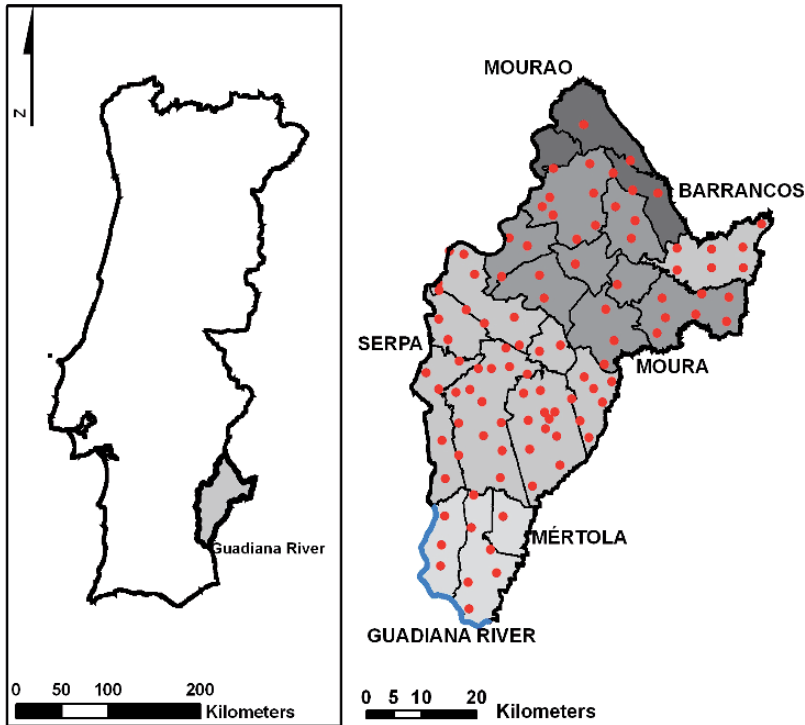 N
Guadiana River
0 50 100 200
Kilometers
MOURAO
BARRANCOS
SERPA
MOURA
MÉRTOLA
GUADIANA RIVER
0 5 10 20
Kilometers